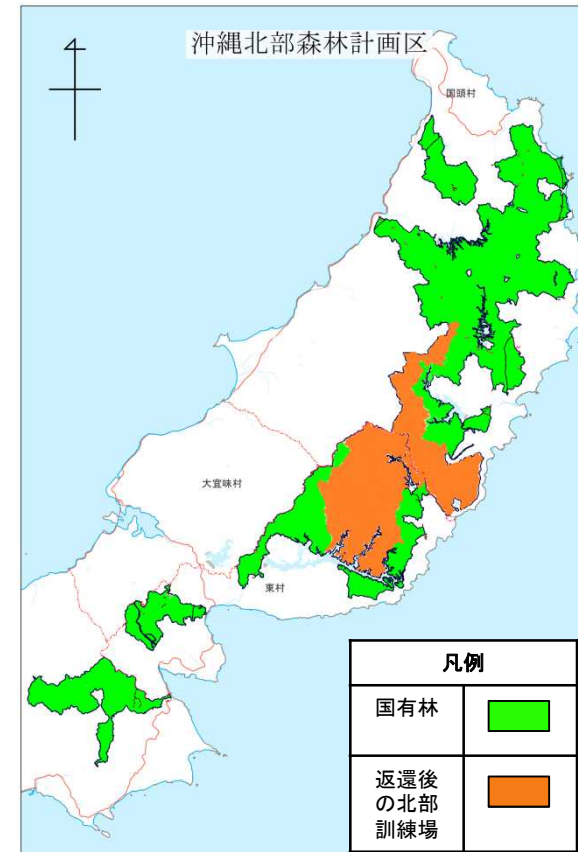 沖縄北部森林計画区
国頭村
大宜味村
東村
凡例
国有林
返還後
の北部
訓練場